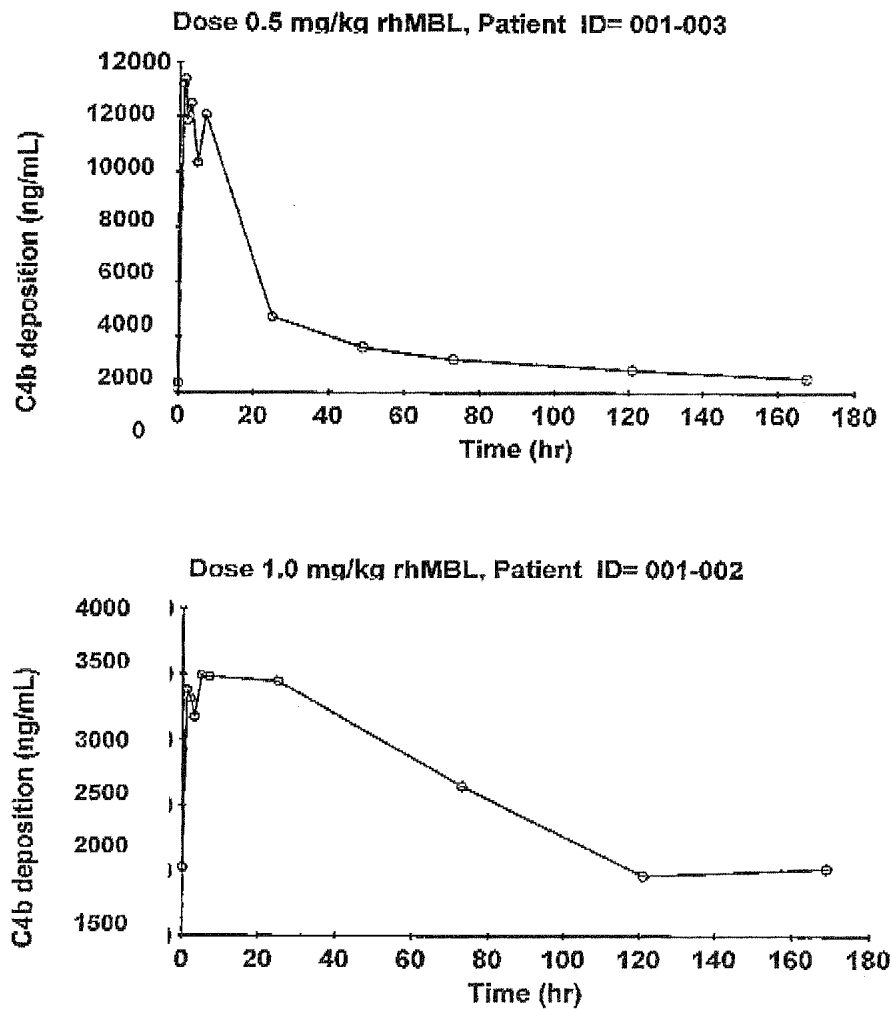 Dose 0.5 mg/kg rhMBL, Patient ID= 001-003
C4b deposition (ng/mL)
12000
12000
10000
8000
6000
4000
2000
0
0 20 40 60 80 100 120 140 160 180
Time (hr)
Dose 1.0 mg/kg rhMBL, Patient ID= 001-002
C4b deposition (ng/mL)
4000
3500
3000
2500
2000
1500
0 20 40 60 80 100 120 140 160 180
Time (hr)